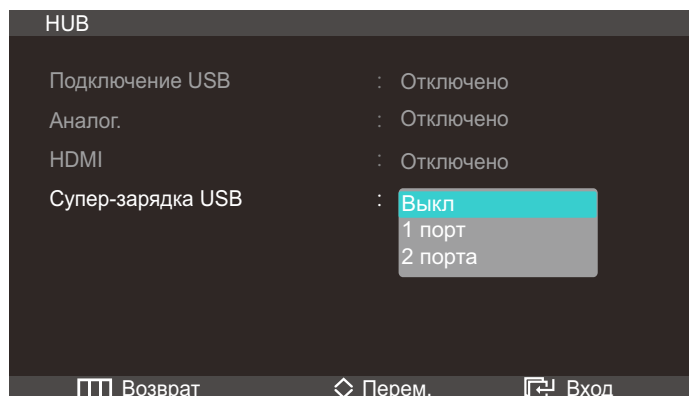 HUB
Подключение USB : Отключено
Аналог. : Отключено
HDMI : Отключено
Супер-зарядка USB : Выкл
1 порт
2 порта
Возврат Перем. Вход